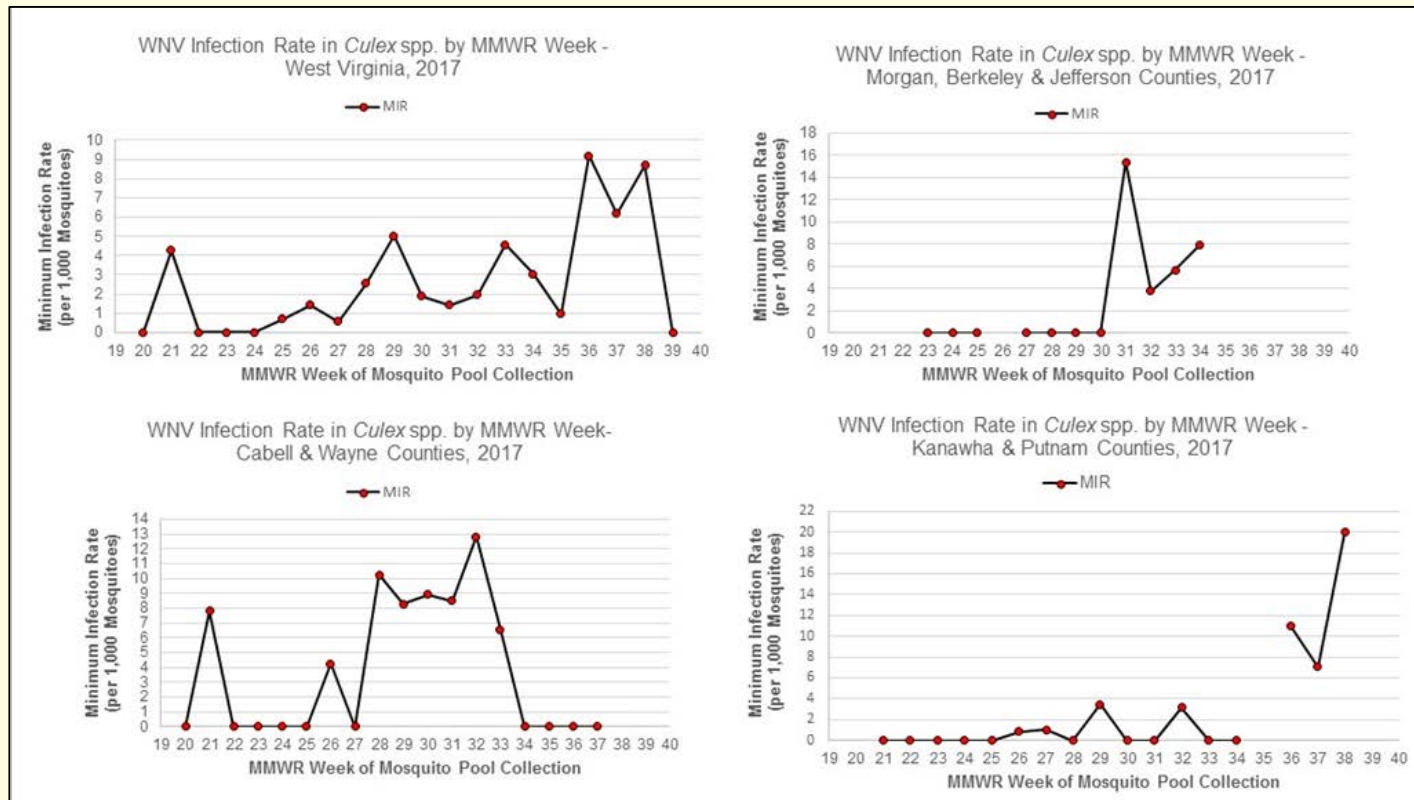 WNV Infection Rate in Culex spp. by MMWR Week -
West Virginia, 2017
MIR
Minimum Infection Rate
(per 1,000 Mosquitoes)
10
9
8
7
6
5
4
3
2
1
0
19 20 21 22 23 24 25 26 27 28 29 30 31 32 33 34 35 36 37 38 39 40
MMWR Week of Mosquito Pool Collection
WNV Infection Rate in Culex spp. by MMWR Week -
Morgan, Berkeley & Jefferson Counties, 2017
MIR
Minimum Infection Rate
(per 1,000 Mosquitoes)
18
16
14
12
10
8
6
4
2
0
19 20 21 22 23 24 25 26 27 28 29 30 31 32 33 34 35 36 37 38 39 40
MMWR Week of Mosquito Pool Collection
WNV Infection Rate in Culex spp. by MMWR Week-
Cabell & Wayne Counties, 2017
MIR
Minimum Infection Rate
(per 1,000 Mosquitoes)
14
13
12
11
10
9
8
7
6
5
4
3
2
1
0
19 20 21 22 23 24 25 26 27 28 29 30 31 32 33 34 35 36 37 38 39 40
MMWR Week of Mosquito Pool Collection
WNV Infection Rate in Culex spp. by MMWR Week -
Kanawha & Putnam Counties, 2017
MIR
Minimum Infection Rate
(per 1,000 Mosquitoes)
22
20
18
16
14
12
10
8
6
4
2
0
19 20 21 22 23 24 25 26 27 28 29 30 31 32 33 34 35 36 37 38 39 40
MMWR Week of Mosquito Pool Collection